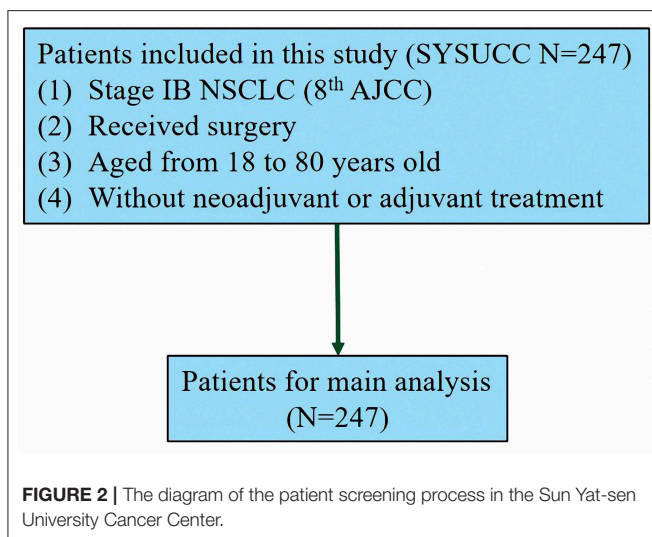 Patients included in this study (SYSUCC N=247)
(1) Stage IB NSCLC (8th AJCC)
(2) Received surgery
(3) Aged from 18 to 80 years old
(4) Without neoadjuvant or adjuvant treatment
Patients for main analysis
(N=247)
FIGURE 2 | The diagram of the patient screening process in the Sun Yat-sen
University Cancer Center.